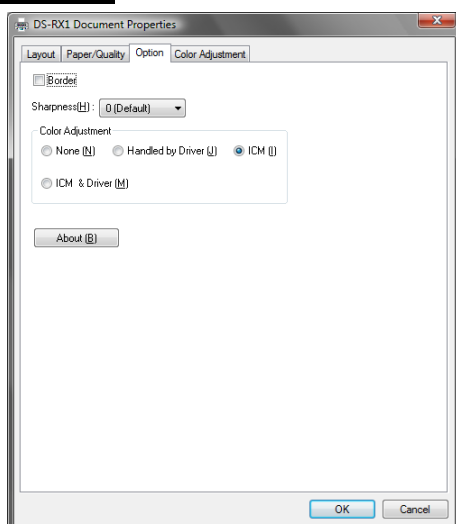 DS-RX1 Document Properties
Layout Paper/Quality Option Color Adjustment
Border
Sharpness(H) : 0 (Default)
Color Adjustment
None (N) Handled by Driver (J) ICM (I)
ICM & Driver (M)
About (B)
OK Cancel